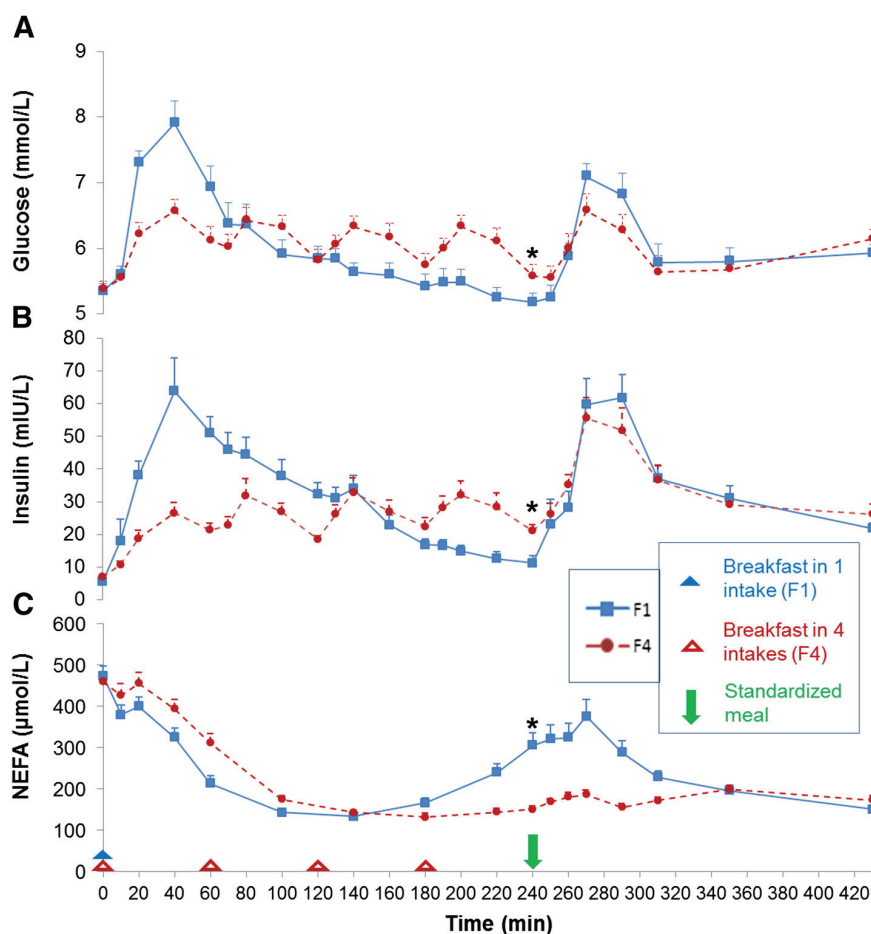 A
Glucose (mmol/L)
9
8
7
6
5
*
B
Insulin (mIU/L)
80
70
60
50
40
30
20
10
0
*
C
NEFA (µmol/L)
600
500
400
300
200
100
0
*
F1
F4
Breakfast in 1
intake (F1)
Breakfast in 4
intakes (F4)
Standardized
meal
0 20 40 60 80 100 120 140 160 180 200 220 240 260 280 300 320 340 360 380 400 420
Time (min)